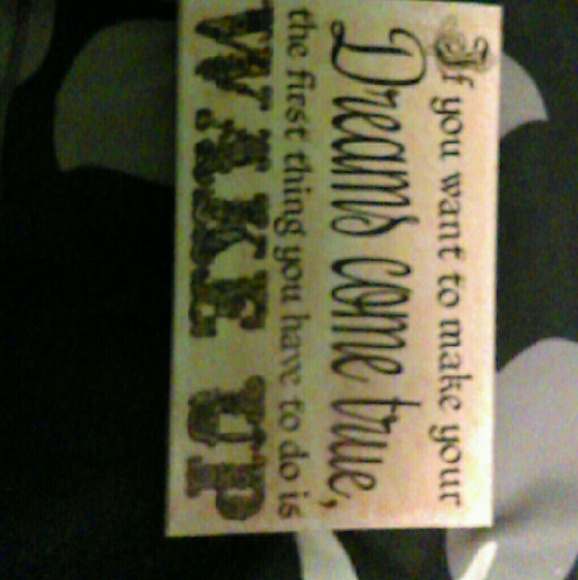 If you want to make your
Dreams come true,
the first thing you have to do is
WAKE UP